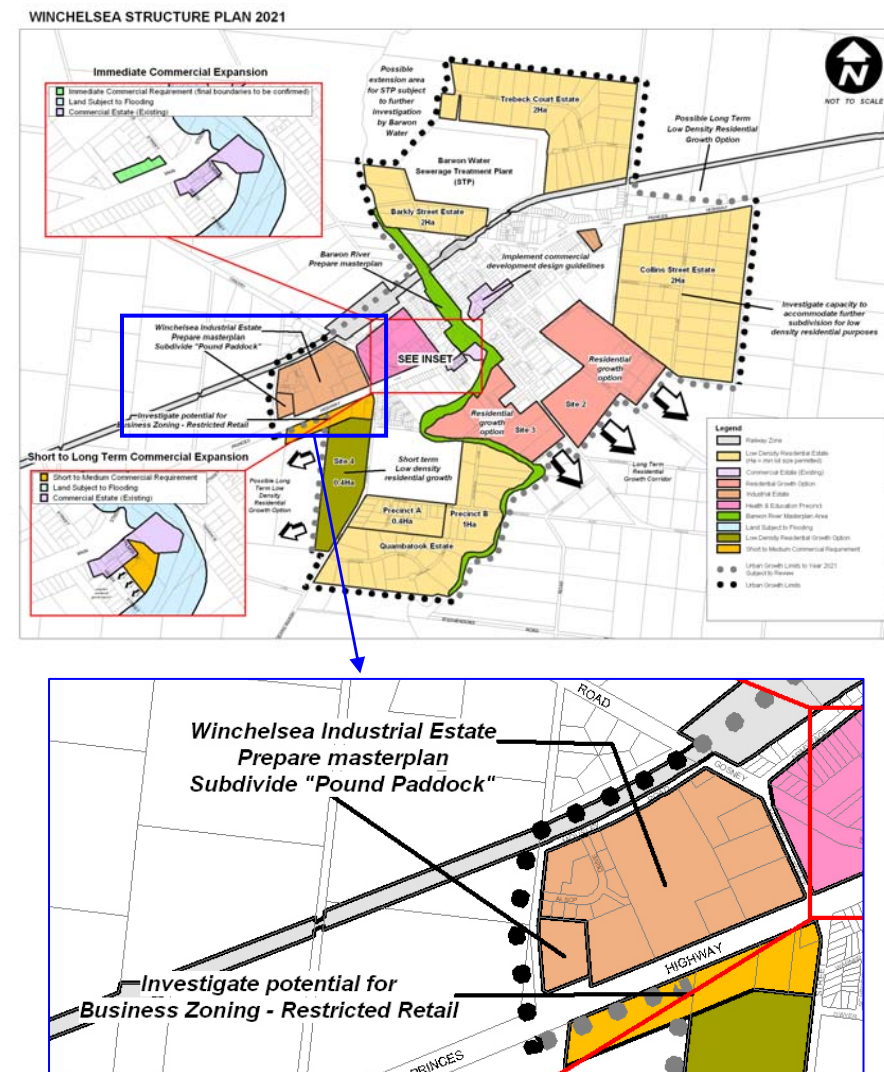 WINCHELSEA STRUCTURE PLAN 2021
Immediate Commercial Expansion
Immediate Commercial Requirement (final boundaries to be confirmed)
Land Subject to Flooding
Commercial Estate (Existing)
MAIN
Possible
extension area
for STP subject
to further
investigation
by Barwon
Water
Trebeck Court Estate
2Ha
N
NOT TO SCALE
Possible Long Term
Low Density Residential
Growth Option
Barwon Water
Sewerage Treatment Plant
(STP)
Barkly Street Estate
2Ha
PRINCES
HIGHWAY
Barwon River
Prepare masterplan
Implement commercial
development design guidelines
Collins Street Estate
2Ha
Investigate capacity to
accommodate further
subdivision for low
density residential purposes
Winchelsea Industrial Estate
Prepare masterplan
Subdivide "Pound Paddock"
SEE INSET
Residential
growth
option
Site 2
Investigate potential for
Business Zoning - Restricted Retail
Residential
growth
option
Site 3
Short to Long Term Commercial Expansion
Short to Medium Commercial Requirement
Land Subject to Flooding
Commercial Estate (Existing)
MAIN
Site 4
0.4Ha
Short term
Low density
residential growth
Possible Long
Term Low
Density
Residential
Growth Option
Long Term
Residential
Growth Corridor
Precinct A
0.4Ha
Precinct B
1Ha
Quambatook Estate
Legend
Railway Zone
Low Density Residential Estate
(Ha = min lot size permitted)
Commercial Estate (Existing)
Residential Growth Option
Industrial Estate
Health & Education Precinct
Barwon River Masterplan Area
Land Subject to Flooding
Low Density Residential Growth Option
Short to Medium Commercial Requirement
Urban Growth Limits to Year 2021
Subject to Review
Urban Growth Limits
ROAD
Winchelsea Industrial Estate
Prepare masterplan
Subdivide "Pound Paddock"
GOSNEY
HIGHWAY
Investigate potential for
Business Zoning - Restricted Retail
PRINCES